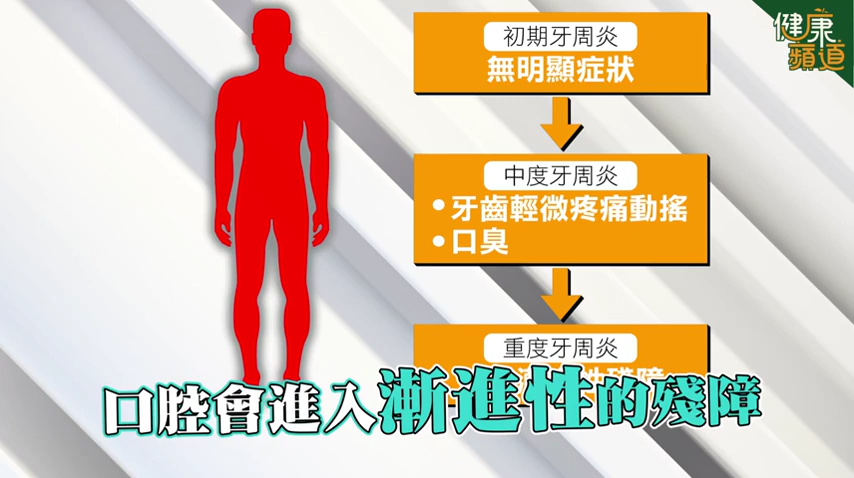 健康
頻道
初期牙周炎
無明顯症狀
中度牙周炎
•牙齒輕微疼痛動搖
•口臭
重度牙周炎
口腔會進入漸進性的殘障